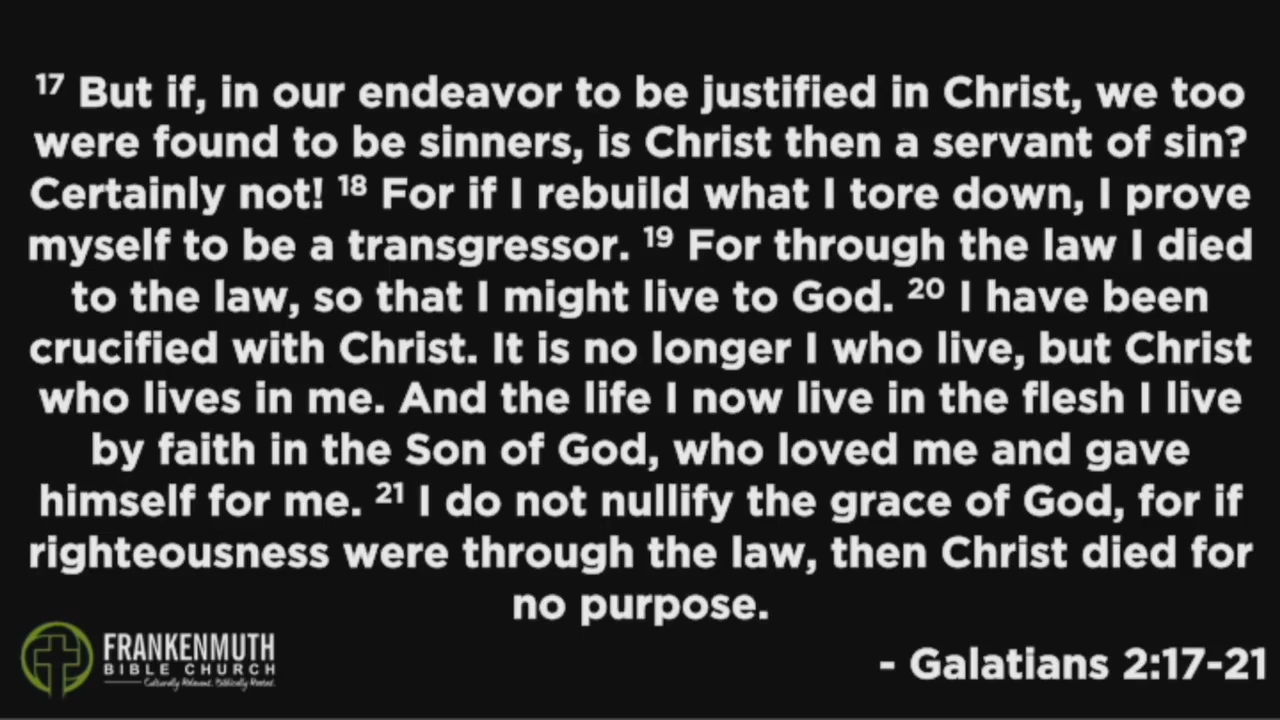 17 But if, in our endeavor to be justified in Christ, we too
were found to be sinners, is Christ then a servant of sin?
Certainly not! 18 For if I rebuild what I tore down, I prove
myself to be a transgressor. 19 For through the law I died
to the law, so that I might live to God. 20 I have been
crucified with Christ. It is no longer I who live, but Christ
who lives in me. And the life I now live in the flesh I live
by faith in the Son of God, who loved me and gave
himself for me. 21 I do not nullify the grace of God, for if
righteousness were through the law, then Christ died for
no purpose.
- Galatians 2:17-21
FRANKENMUTH
BIBLE CHURCH
Culturally Relevant. Biblically Rooted.